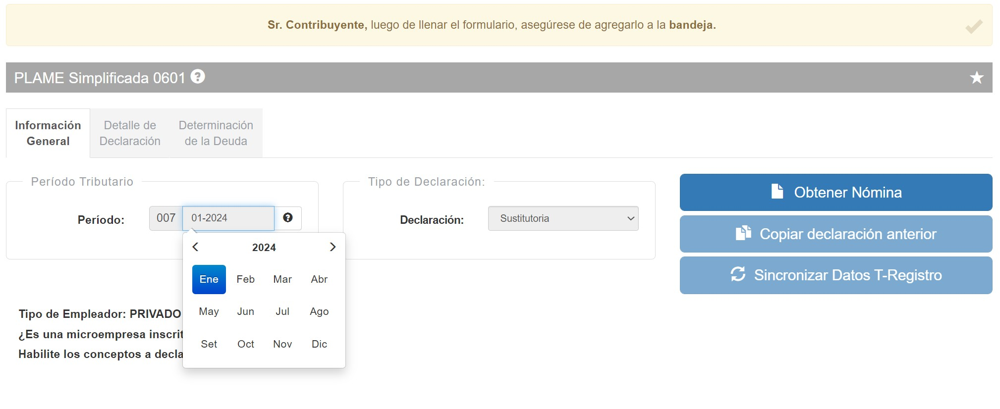 Sr. Contribuyente, luego de llenar el formulario, asegúrese de agregarlo a la bandeja.
PLAME Simplificada 0601
Información
General
Detalle de
Declaración
Determinación
de la Deuda
Período Tributario
Período:
007
01-2024
2024
Ene Feb Mar Abr
May Jun Jul Ago
Set Oct Nov Dic
Tipo de Declaración:
Declaración:
Sustitutoria
Obtener Nómina
Copiar declaración anterior
Sincronizar Datos T-Registro
Tipo de Empleador: PRIVADO
¿Es una microempresa inscrit
Habilite los conceptos a decla